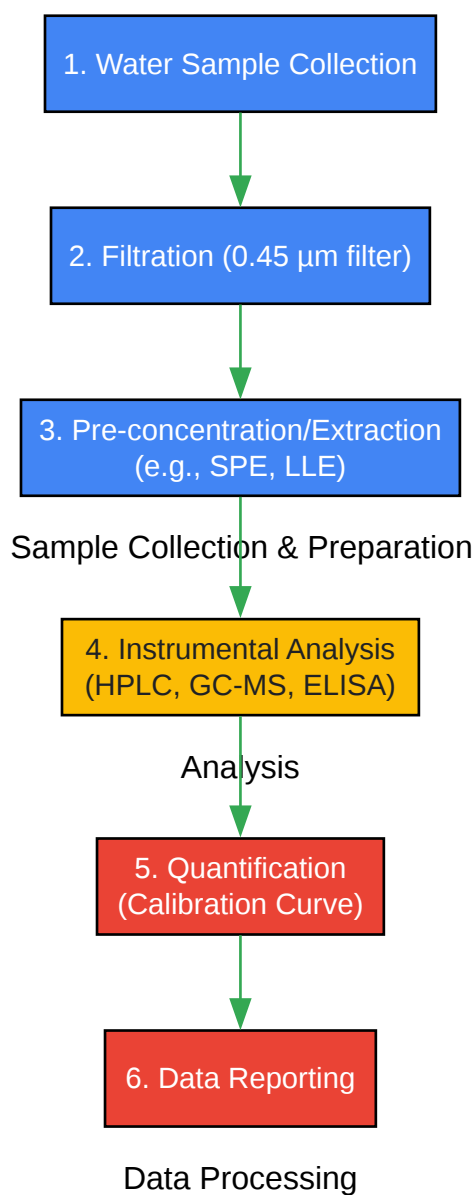 1. Water Sample Collection
2. Filtration (0.45 µm filter)
3. Pre-concentration/Extraction
(e.g., SPE, LLE)
Sample Collection & Preparation
4. Instrumental Analysis
(HPLC, GC-MS, ELISA)
Analysis
5. Quantification
(Calibration Curve)
6. Data Reporting
Data Processing